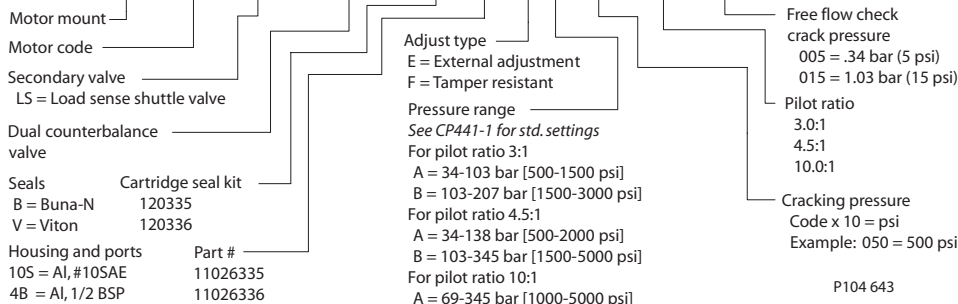 Motor mount
Motor code
Secondary valve
LS = Load sense shuttle valve
Dual counterbalance
valve
Seals Cartridge seal kit
B = Buna-N 120335
V = Viton 120336
Housing and ports Part #
10S = Al, #10SAE 11026335
4B = Al, 1/2 BSP 11026336
Adjust type
E = External adjustment
F = Tamper resistant
Pressure range
See CP441-1 for std. settings
For pilot ratio 3:1
A = 34-103 bar [500-1500 psi]
B = 103-207 bar [1500-3000 psi]
For pilot ratio 4.5:1
A = 34-138 bar [500-2000 psi]
B = 103-345 bar [1500-5000 psi]
For pilot ratio 10:1
A = 69-345 bar [1000-5000 psi]
Free flow check
crack pressure
005 = .34 bar (5 psi)
015 = 1.03 bar (15 psi)
Pilot ratio
3.0:1
4.5:1
10.0:1
Cracking pressure
Code x 10 = psi
Example: 050 = 500 psi
P104 643